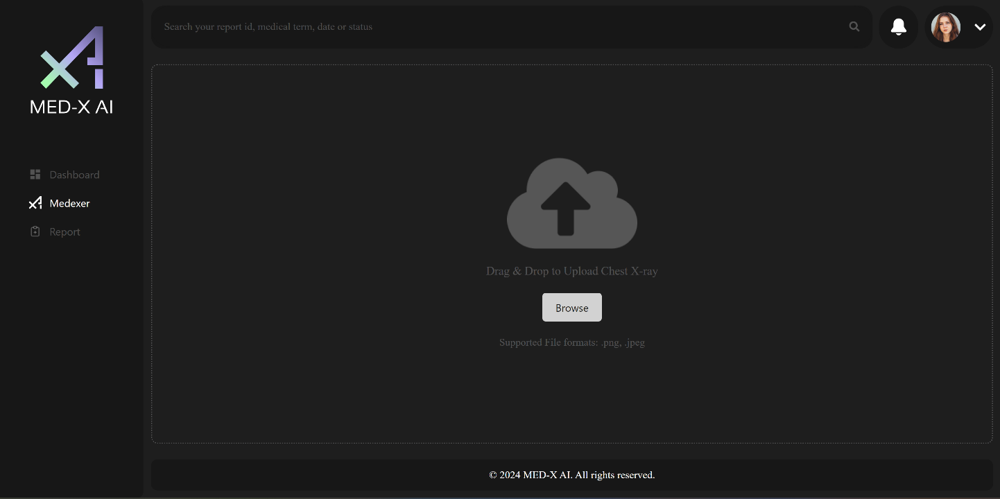 MED-X AI
Dashboard
Medexer
Report
Search your report id, medical term, date or status
Drag & Drop to Upload Chest X-ray
Browse
Supported File formats: .png, .jpeg
© 2024 MED-X AI. All rights reserved.